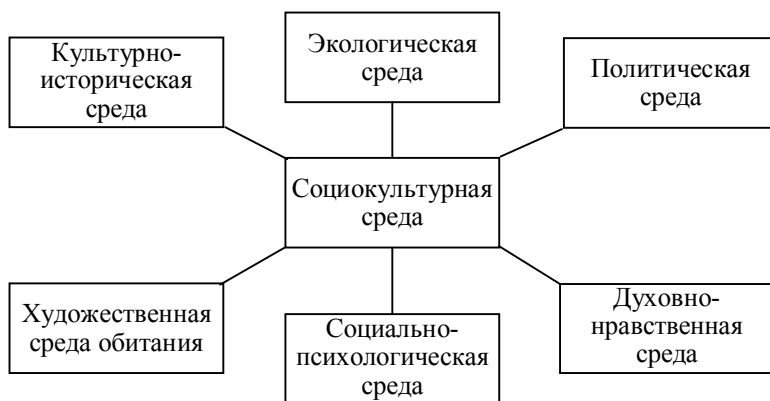 Культурно-
историческая
среда
Экологическая
среда
Политическая
среда
Социокультурная
среда
Художественная
среда обитания
Социально-
психологическая
среда
Духовно-
нравственная
среда